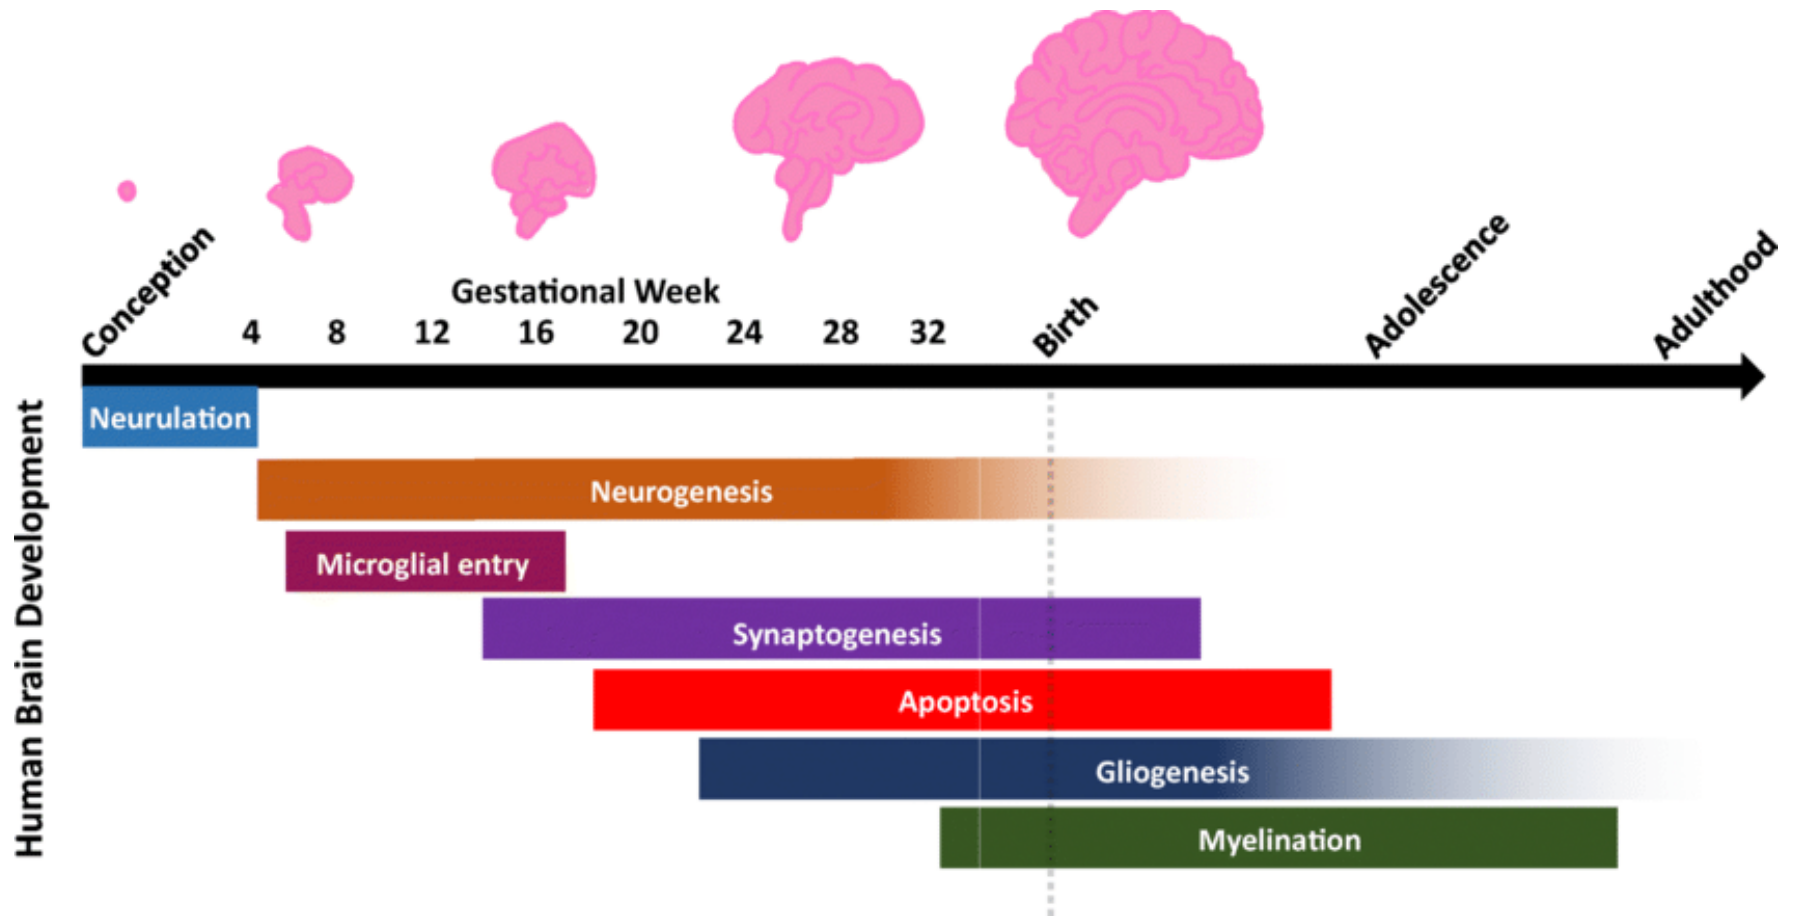 Conception
Gestational Week
4 8 12 16 20 24 28 32
Birth
Adolescence
Adulthood
Human Brain Development
Neurulation
Neurogenesis
Microglial entry
Synaptogenesis
Apoptosis
Gliogenesis
Myelination